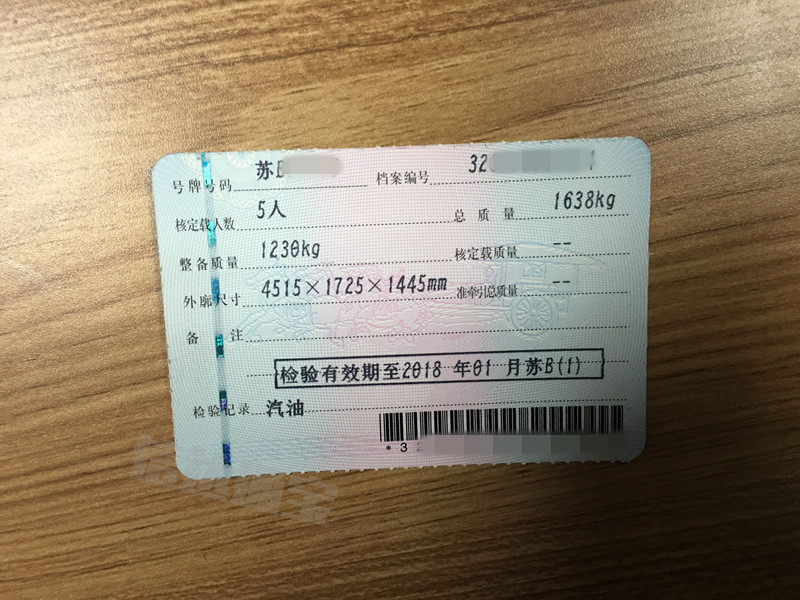 号牌号码 苏B 档案编号 32
核定载人数 5人 总质量 1638kg
整备质量 1230kg 核定载质量 --
外廓尺寸 4515×1725×1445mm 准牵引总质量 --
备注
检验有效期至2018年01月苏B(1)
检验记录 汽油
*3